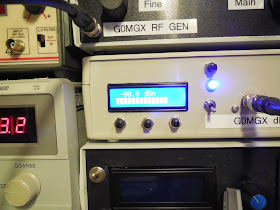 Fine
Main
G0MGX RF GEN
-00.0 dBm
G0MGX d
3.2
COARSE